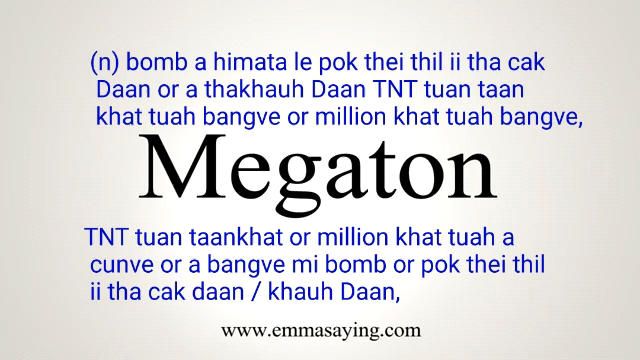 (n) bomb a himata le pok thei thil ii tha cak
Daan or a thakhauh Daan TNT tuan taan
khat tuah bangve or million khat tuah bangve,
Megaton
TNT tuan taankhat or million khat tuah a
cunve or a bangve mi bomb or pok thei thil
ii tha cak daan / khauh Daan,
www.emmasaying.com